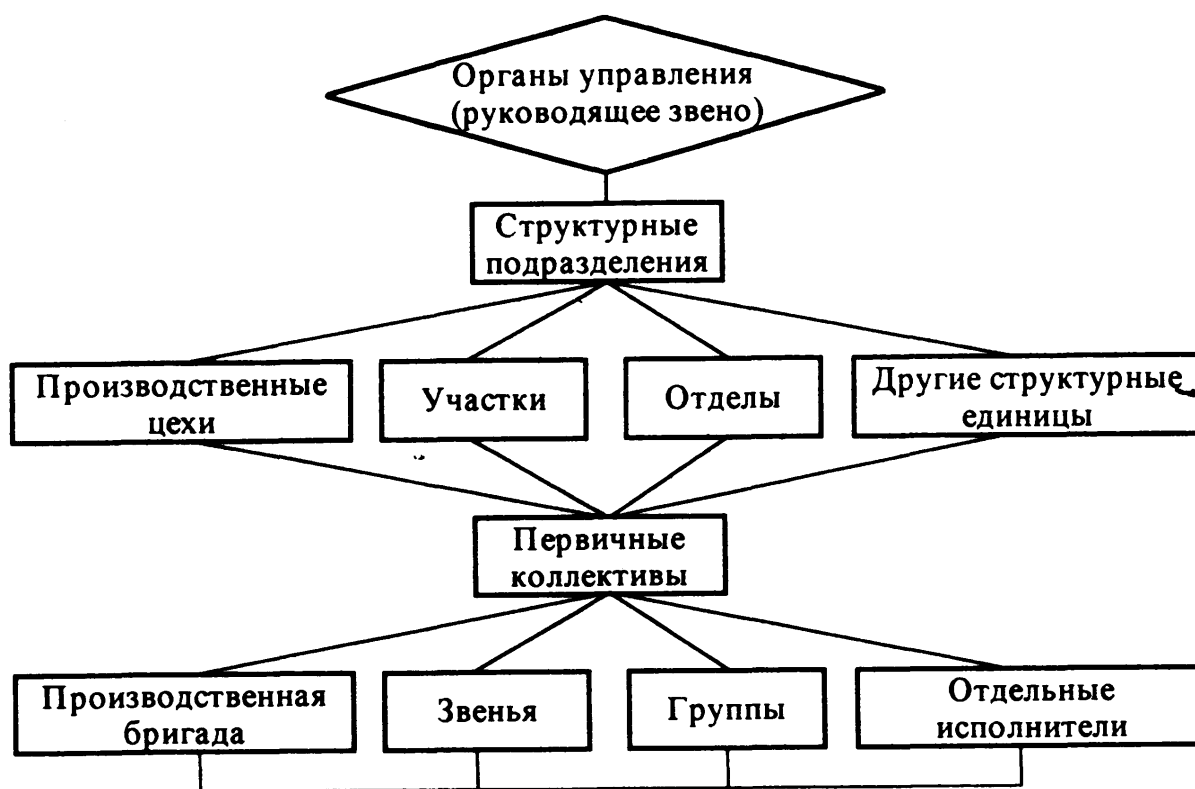 Органы управления
(руководящее звено)
Структурные
подразделения
Производственные
цехи
Участки
Отделы
Другие структурные
единицы
Первичные
коллективы
Производственная
бригада
Звенья
Группы
Отдельные
исполнители